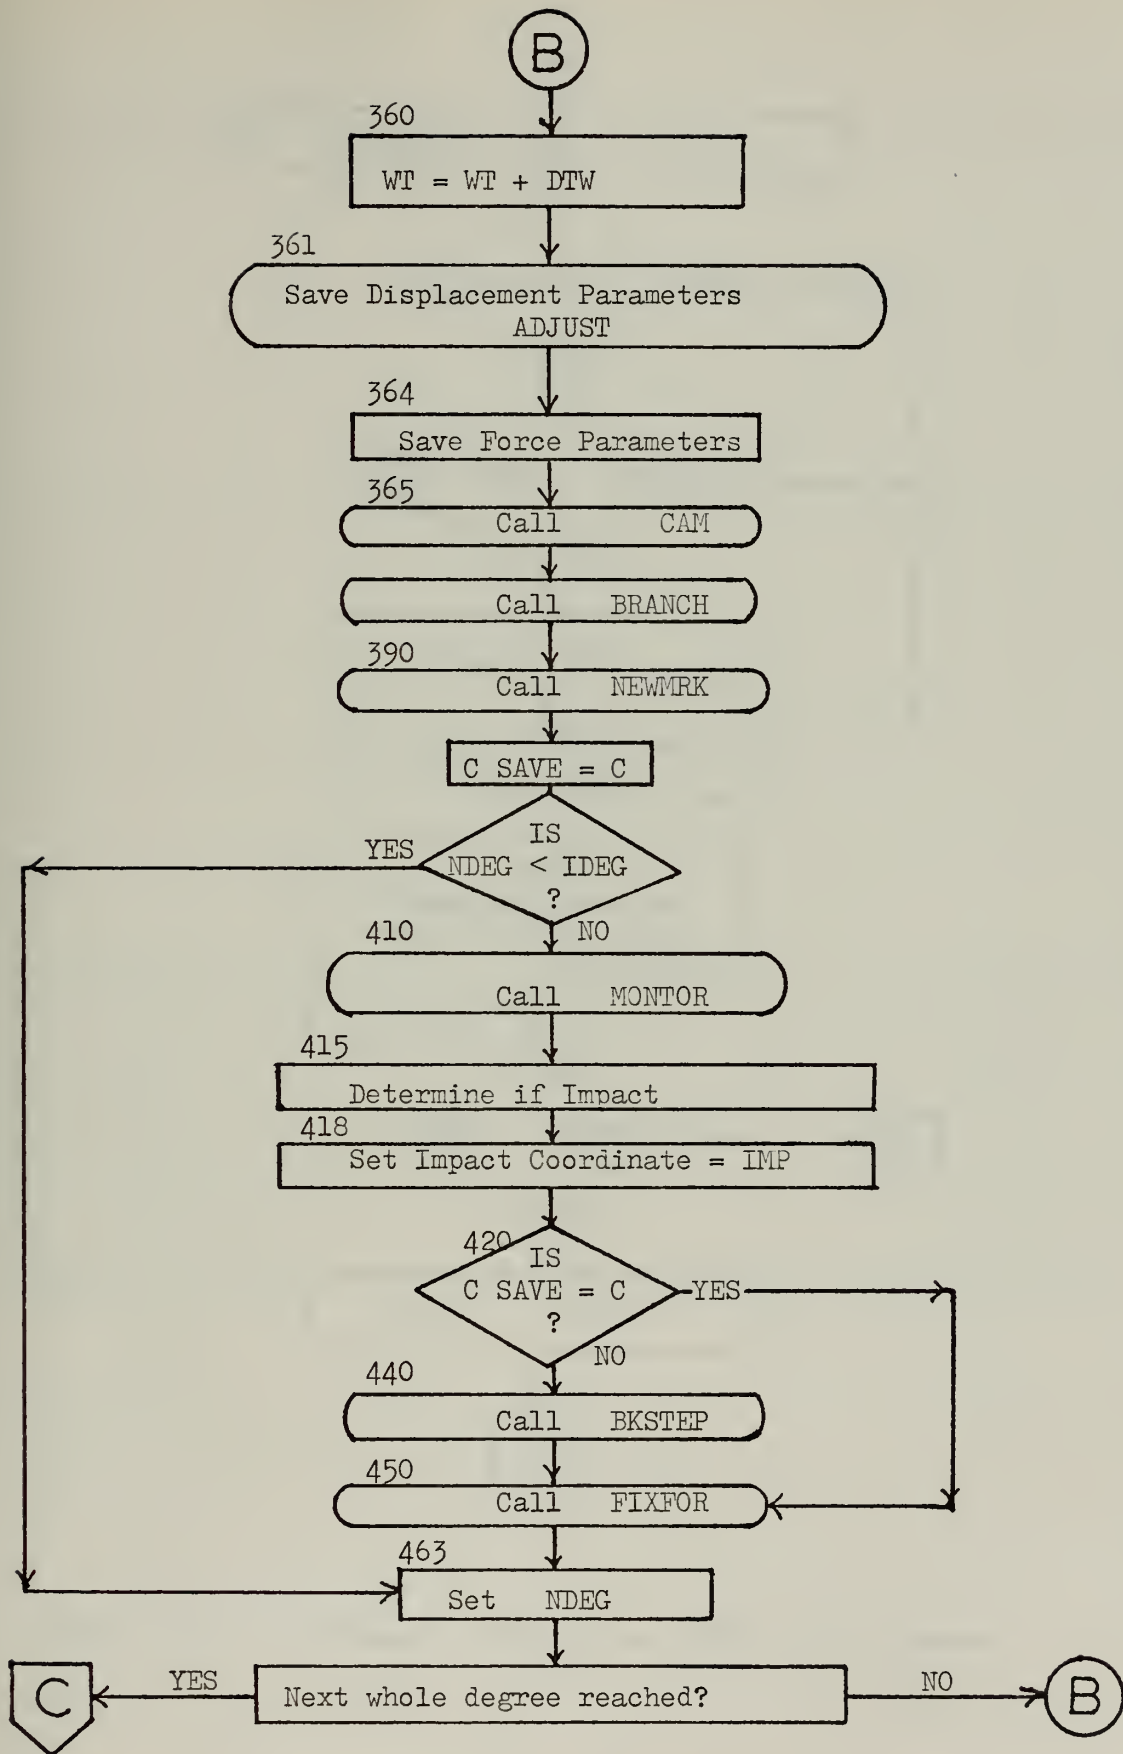 B
360
WT = WT + DTW
361
Save Displacement Parameters
ADJUST
364
Save Force Parameters
365
Call CAM
Call BRANCH
390
Call NEWMRK
C SAVE = C
IS
YES
NDEG < IDEG
?
NO
410
Call MONTOR
415
Determine if Impact
418
Set Impact Coordinate = IMP
420
IS
C SAVE = C
YES
?
NO
440
Call BKSTEP
450
Call FIXFOR
463
Set NDEG
C
YES
Next whole degree reached?
NO
B